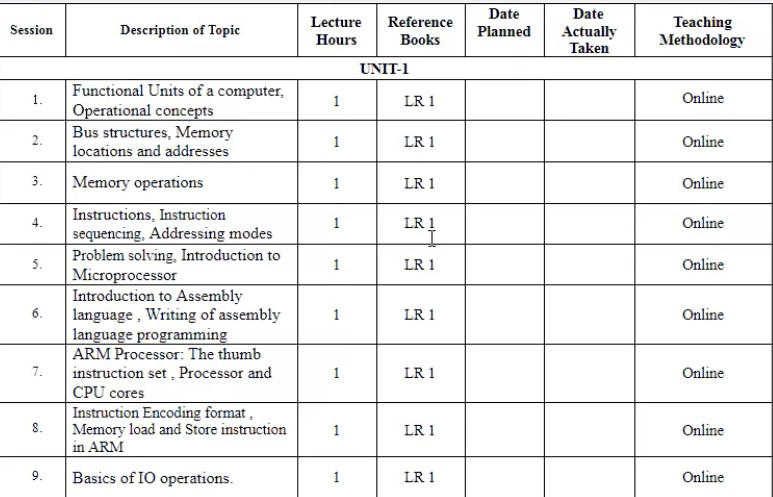 Session Description of Topic Lecture Hours Reference Books Date Planned Date Actually Taken Teaching Methodology
UNIT-1
1. Functional Units of a computer, 1 LR 1 Online
Operational concepts
2. Bus structures, Memory 1 LR 1 Online
locations and addresses
3. Memory operations 1 LR 1 Online
4. Instructions, Instruction 1 LR 1 Online
sequencing, Addressing modes
5. Problem solving, Introduction to 1 LR 1 Online
Microprocessor
6. Introduction to Assembly 1 LR 1 Online
language , Writing of assembly
language programming
7. ARM Processor: The thumb 1 LR 1 Online
instruction set , Processor and
CPU cores
8. Instruction Encoding format , 1 LR 1 Online
Memory load and Store instruction
in ARM
9. Basics of IO operations. 1 LR 1 Online